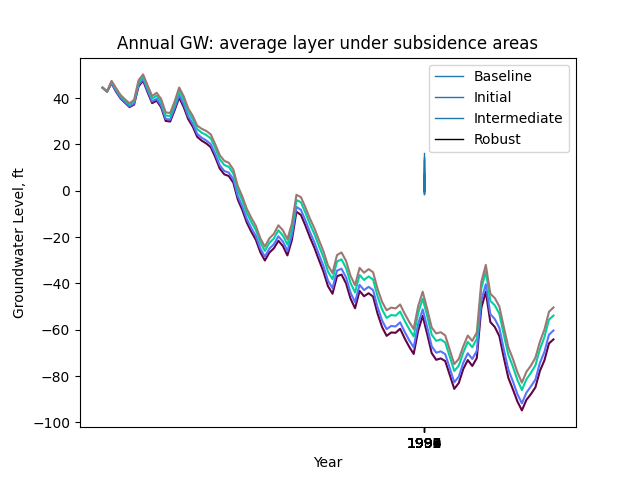 Annual GW: average layer under subsidence areas
Baseline
Initial
Intermediate
Robust
Groundwater Level, ft
40
20
0
−20
−40
−60
−80
−100
Year